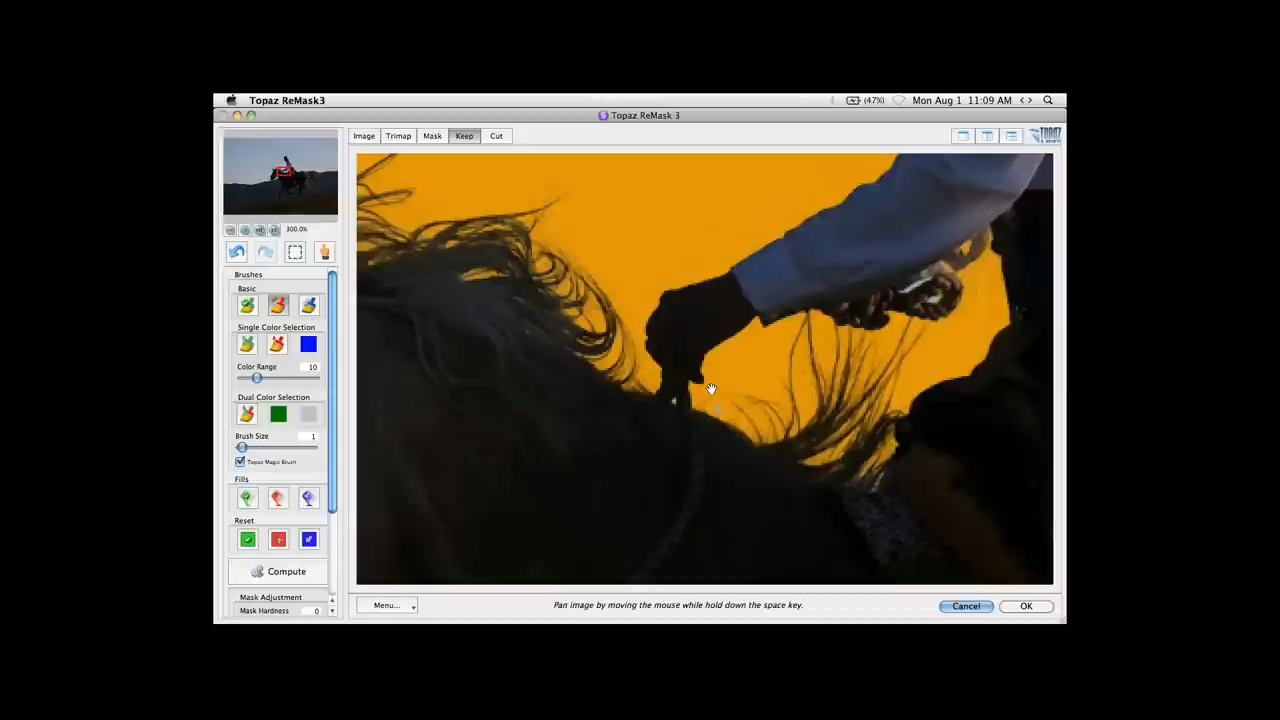 Topaz ReMask3
(47%) Mon Aug 1 11:09 AM
Topaz ReMask 3
Image Trimap Mask Keep Cut
TOPAZ
300.0%
Brushes
Basic
Single Color Selection
Color Range 10
Dual Color Selection
Brush Size 1
Topaz Magic Brush
Fills
Reset
Compute
Mask Adjustment
Mask Hardness 0
Menu...
Pan image by moving the mouse while hold down the space key.
Cancel
OK